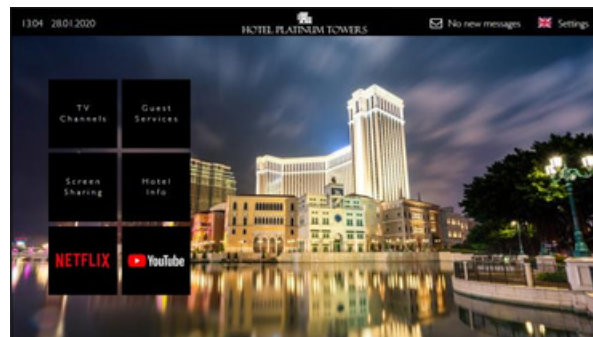 13:04 28.01.2020
HOTEL PLATINUM TOWERS
No new messages
Settings
TV
Channels
Guest
Services
Screen
Sharing
Hotel
Info
NETFLIX
YouTube